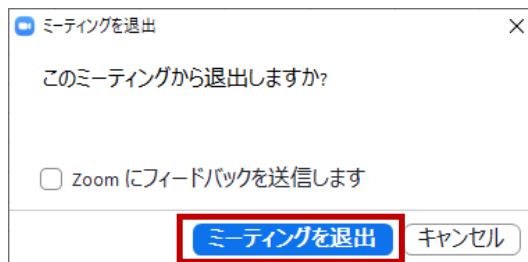 ミーティングを退出
このミーティングから退出しますか?
Zoom にフィードバックを送信します
ミーティングを退出 キャンセル